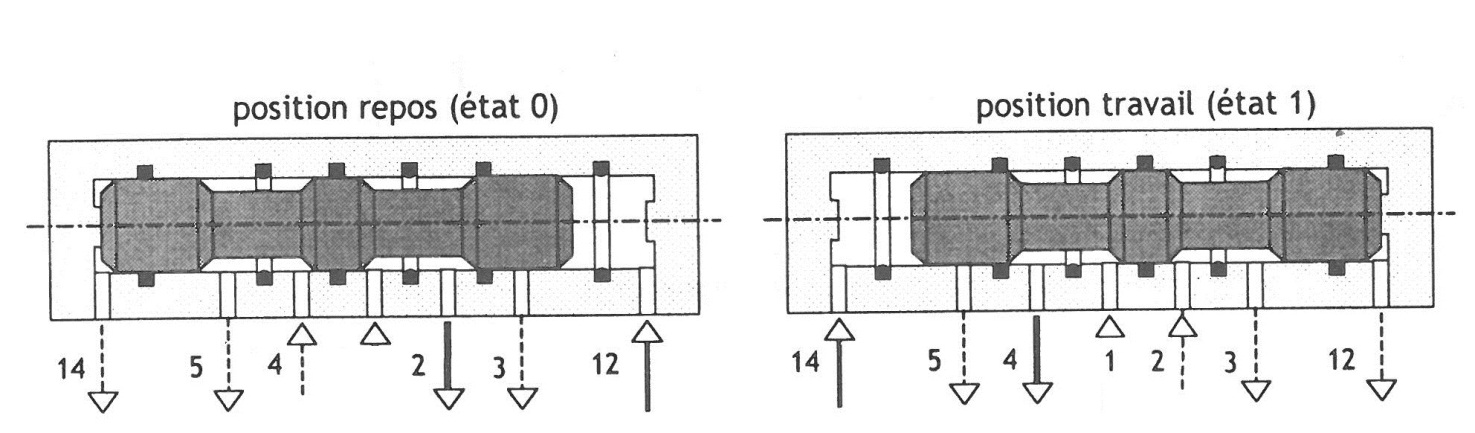 position repos (état 0)
position travail (état 1)
14 5 4 2 3 12
14 5 4 1 2 3 12